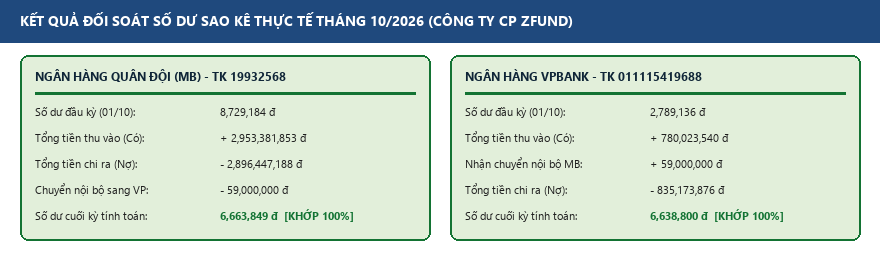 KẾT QUẢ ĐỐI SOÁT SỐ DƯ SAO KÊ THỰC TẾ THÁNG 10/2026 (CÔNG TY CP ZFUND)
NGÂN HÀNG QUÂN ĐỘI (MB) - TK 19932568
Số dư đầu kỳ (01/10): 8,729,184 đ
Tổng tiền thu vào (Có): + 2,953,381,853 đ
Tổng tiền chi ra (Nợ): - 2,896,447,188 đ
Chuyển nội bộ sang VP: - 59,000,000 đ
Số dư cuối kỳ tính toán: 6,663,849 đ [KHỚP 100%]
NGÂN HÀNG VPBANK - TK 011115419688
Số dư đầu kỳ (01/10): 2,789,136 đ
Tổng tiền thu vào (Có): + 780,023,540 đ
Nhận chuyển nội bộ MB: + 59,000,000 đ
Tổng tiền chi ra (Nợ): - 835,173,876 đ
Số dư cuối kỳ tính toán: 6,638,800 đ [KHỚP 100%]